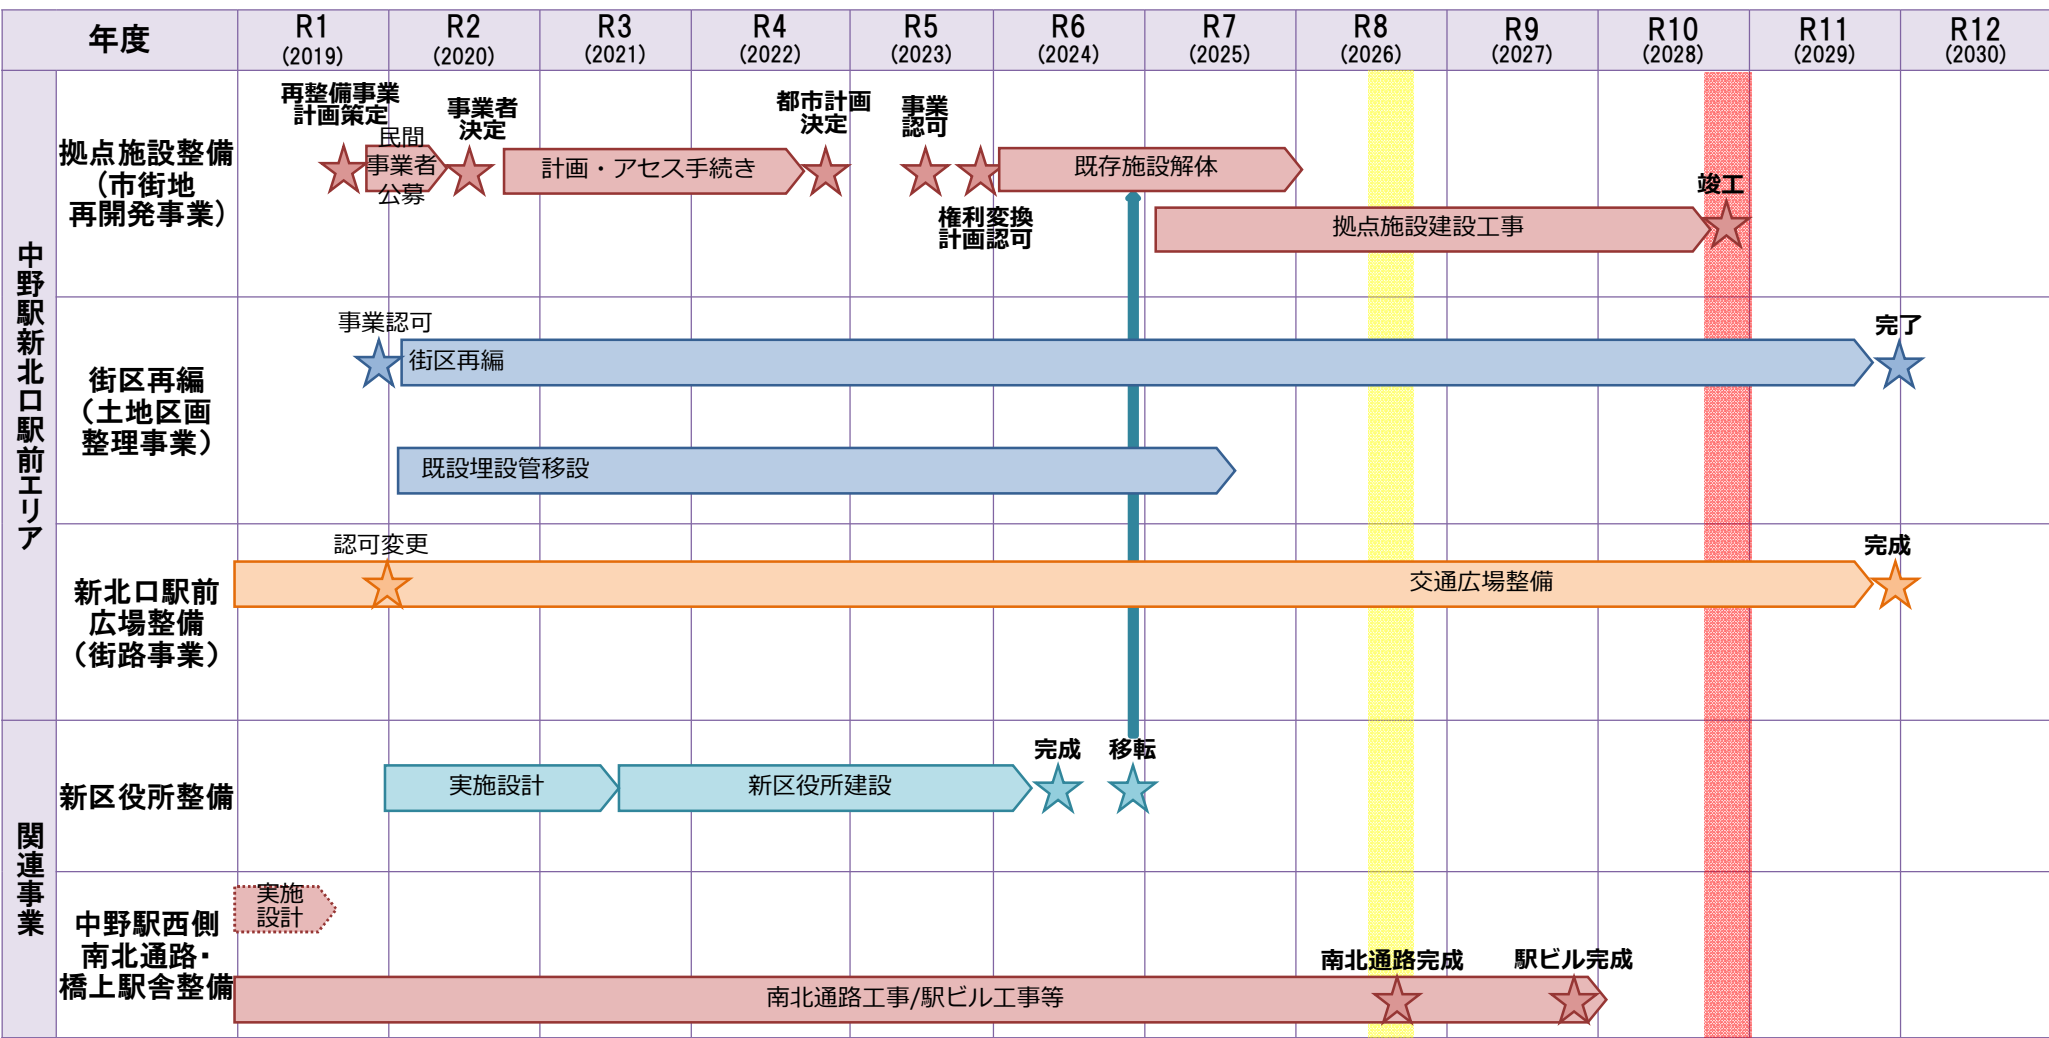 年度
R1
(2019)
R2
(2020)
R3
(2021)
R4
(2022)
R5
(2023)
R6
(2024)
R7
(2025)
R8
(2026)
R9
(2027)
R10
(2028)
R11
(2029)
R12
(2030)
中野駅新北口駅前エリア
拠点施設整備
（市街地
再開発事業）
再整備事業
計画策定
民間
事業者
公募
事業者
決定
計画・アセス手続き
都市計画
決定
事業
認可
権利変換
計画認可
既存施設解体
拠点施設建設工事
竣工
街区再編
（土地区画
整理事業）
事業認可
街区再編
完了
既設埋設管移設
新北口駅前
広場整備
（街路事業）
認可変更
交通広場整備
完成
関連事業
新区役所整備
実施設計
新区役所建設
完成
移転
中野駅西側
南北通路・
橋上駅舎整備
実施
設計
南北通路工事/駅ビル工事等
南北通路完成
駅ビル完成